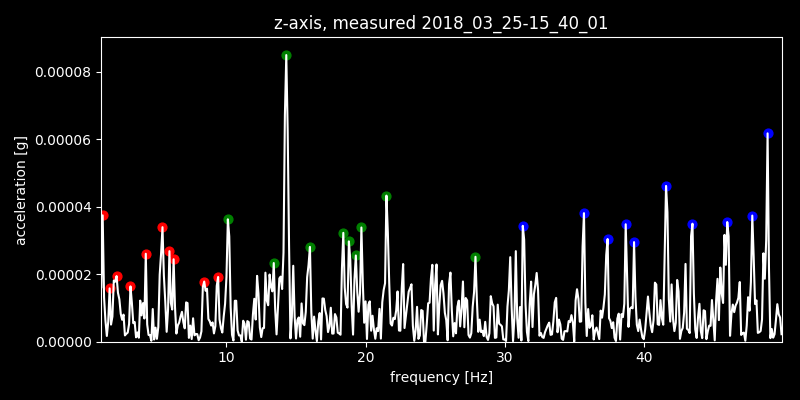 z-axis, measured 2018_03_25-15_40_01
0.00008
0.00006
0.00004
0.00002
0.00000
acceleration [g]
10 20 30 40
frequency [Hz]